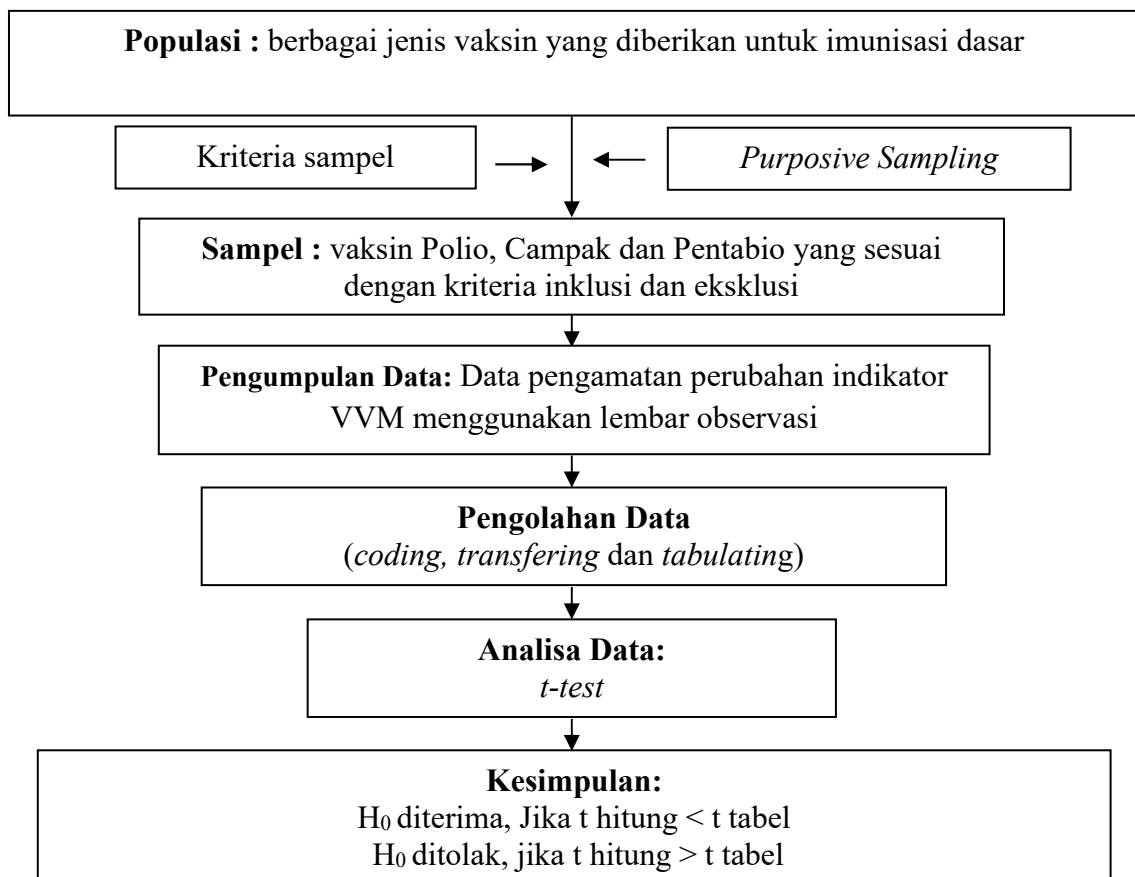 Populasi : berbagai jenis vaksin yang diberikan untuk imunisasi dasar
Kriteria sampel
Purposive Sampling
Sampel : vaksin Polio, Campak dan Pentabio yang sesuai
dengan kriteria inklusi dan eksklusi
Pengumpulan Data: Data pengamatan perubahan indikator
VVM menggunakan lembar observasi
Pengolahan Data
(coding, transfering dan tabulating)
Analisa Data:
t-test
Kesimpulan:
H₀ diterima, Jika t hitung < t tabel
H₀ ditolak, jika t hitung > t tabel